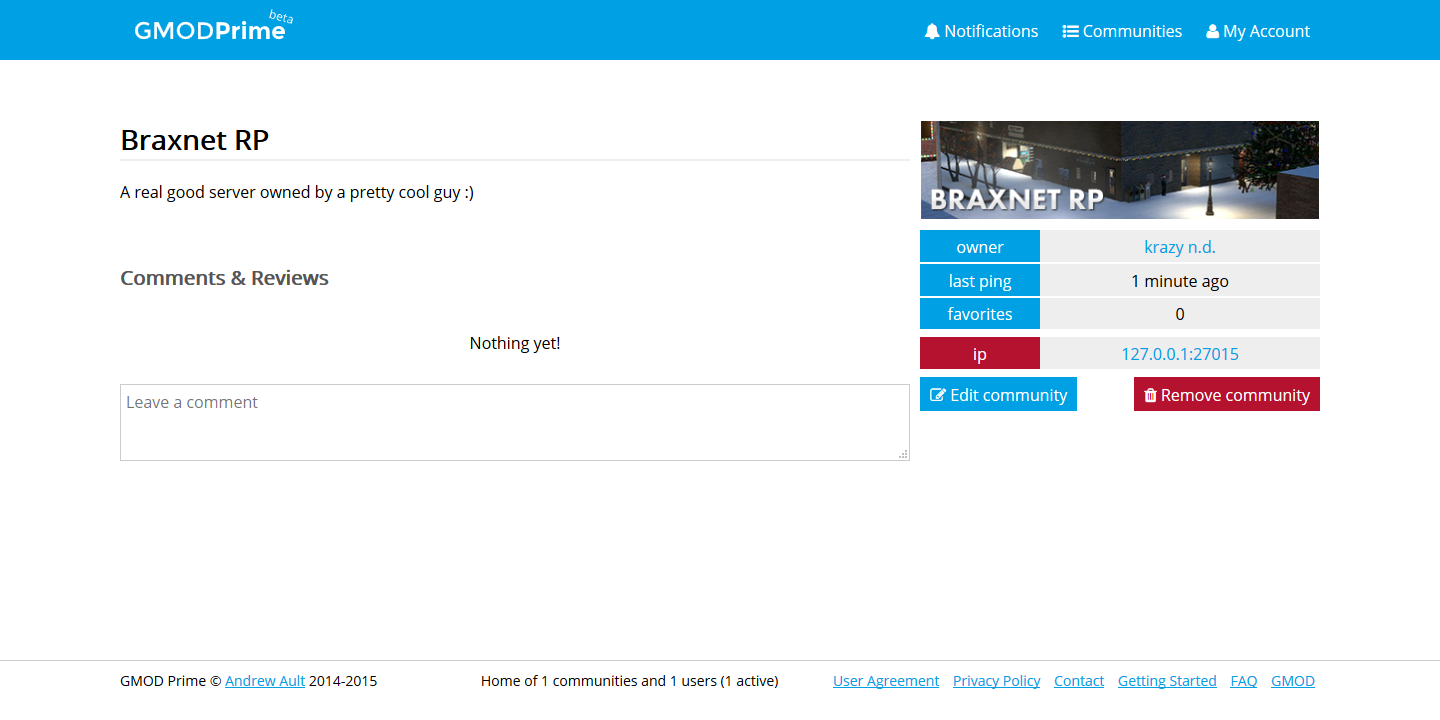 GMODPrime beta
Notifications Communities My Account
Braxnet RP
A real good server owned by a pretty cool guy :)
Comments & Reviews
Nothing yet!
Leave a comment
BRAXNET RP
owner krazy n.d.
last ping 1 minute ago
favorites 0
ip 127.0.0.1:27015
Edit community Remove community
GMOD Prime © Andrew Ault 2014-2015 Home of 1 communities and 1 users (1 active) User Agreement Privacy Policy Contact Getting Started FAQ GMOD